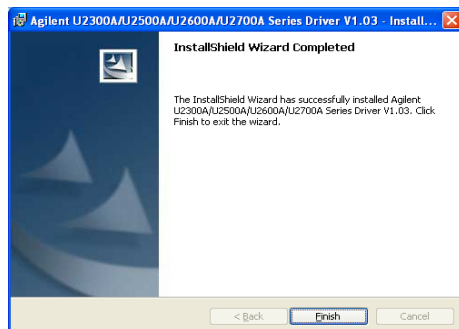 Agilent U2300A/U2500A/U2600A/U2700A Series Driver V1.03 - Install...
InstallShield Wizard Completed
The InstallShield Wizard has successfully installed Agilent
U2300A/U2500A/U2600A/U2700A Series Driver V1.03. Click
Finish to exit the wizard.
< Back
Finish
Cancel